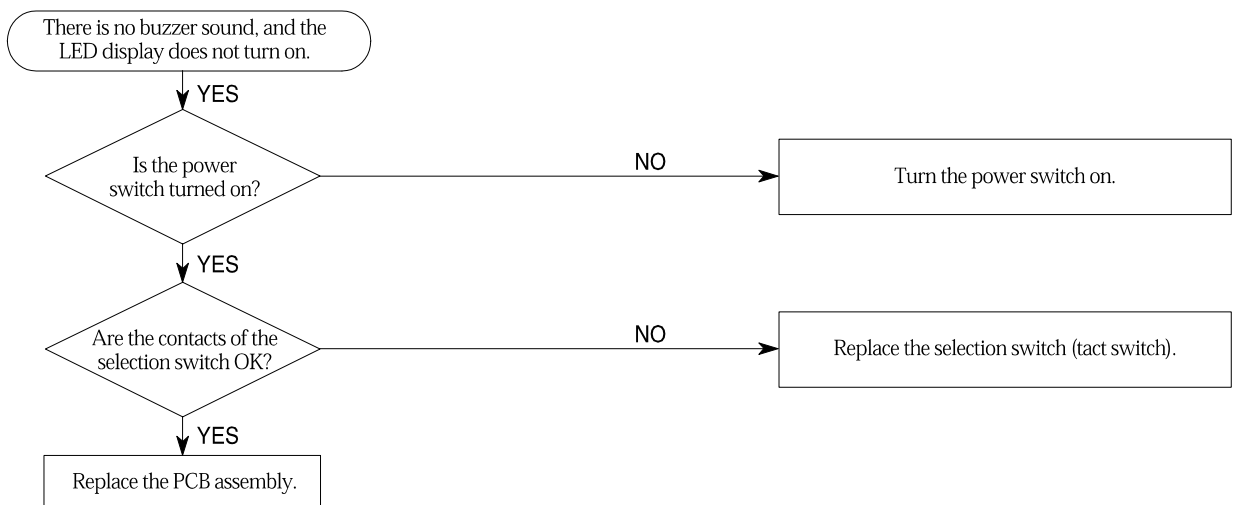 There is no buzzer sound, and the
LED display does not turn on.
YES
Is the power
switch turned on?
NO
Turn the power switch on.
YES
Are the contacts of the
selection switch OK?
NO
Replace the selection switch (tact switch).
YES
Replace the PCB assembly.